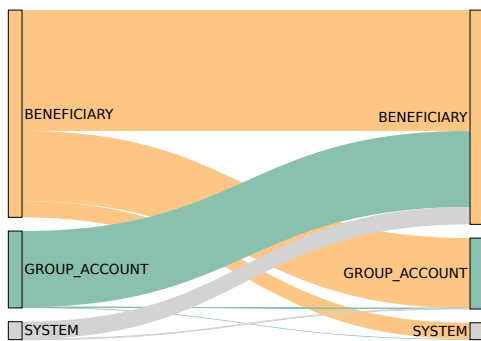 BENEFICIARY
BENEFICIARY
GROUP_ACCOUNT
GROUP_ACCOUNT
SYSTEM
SYSTEM